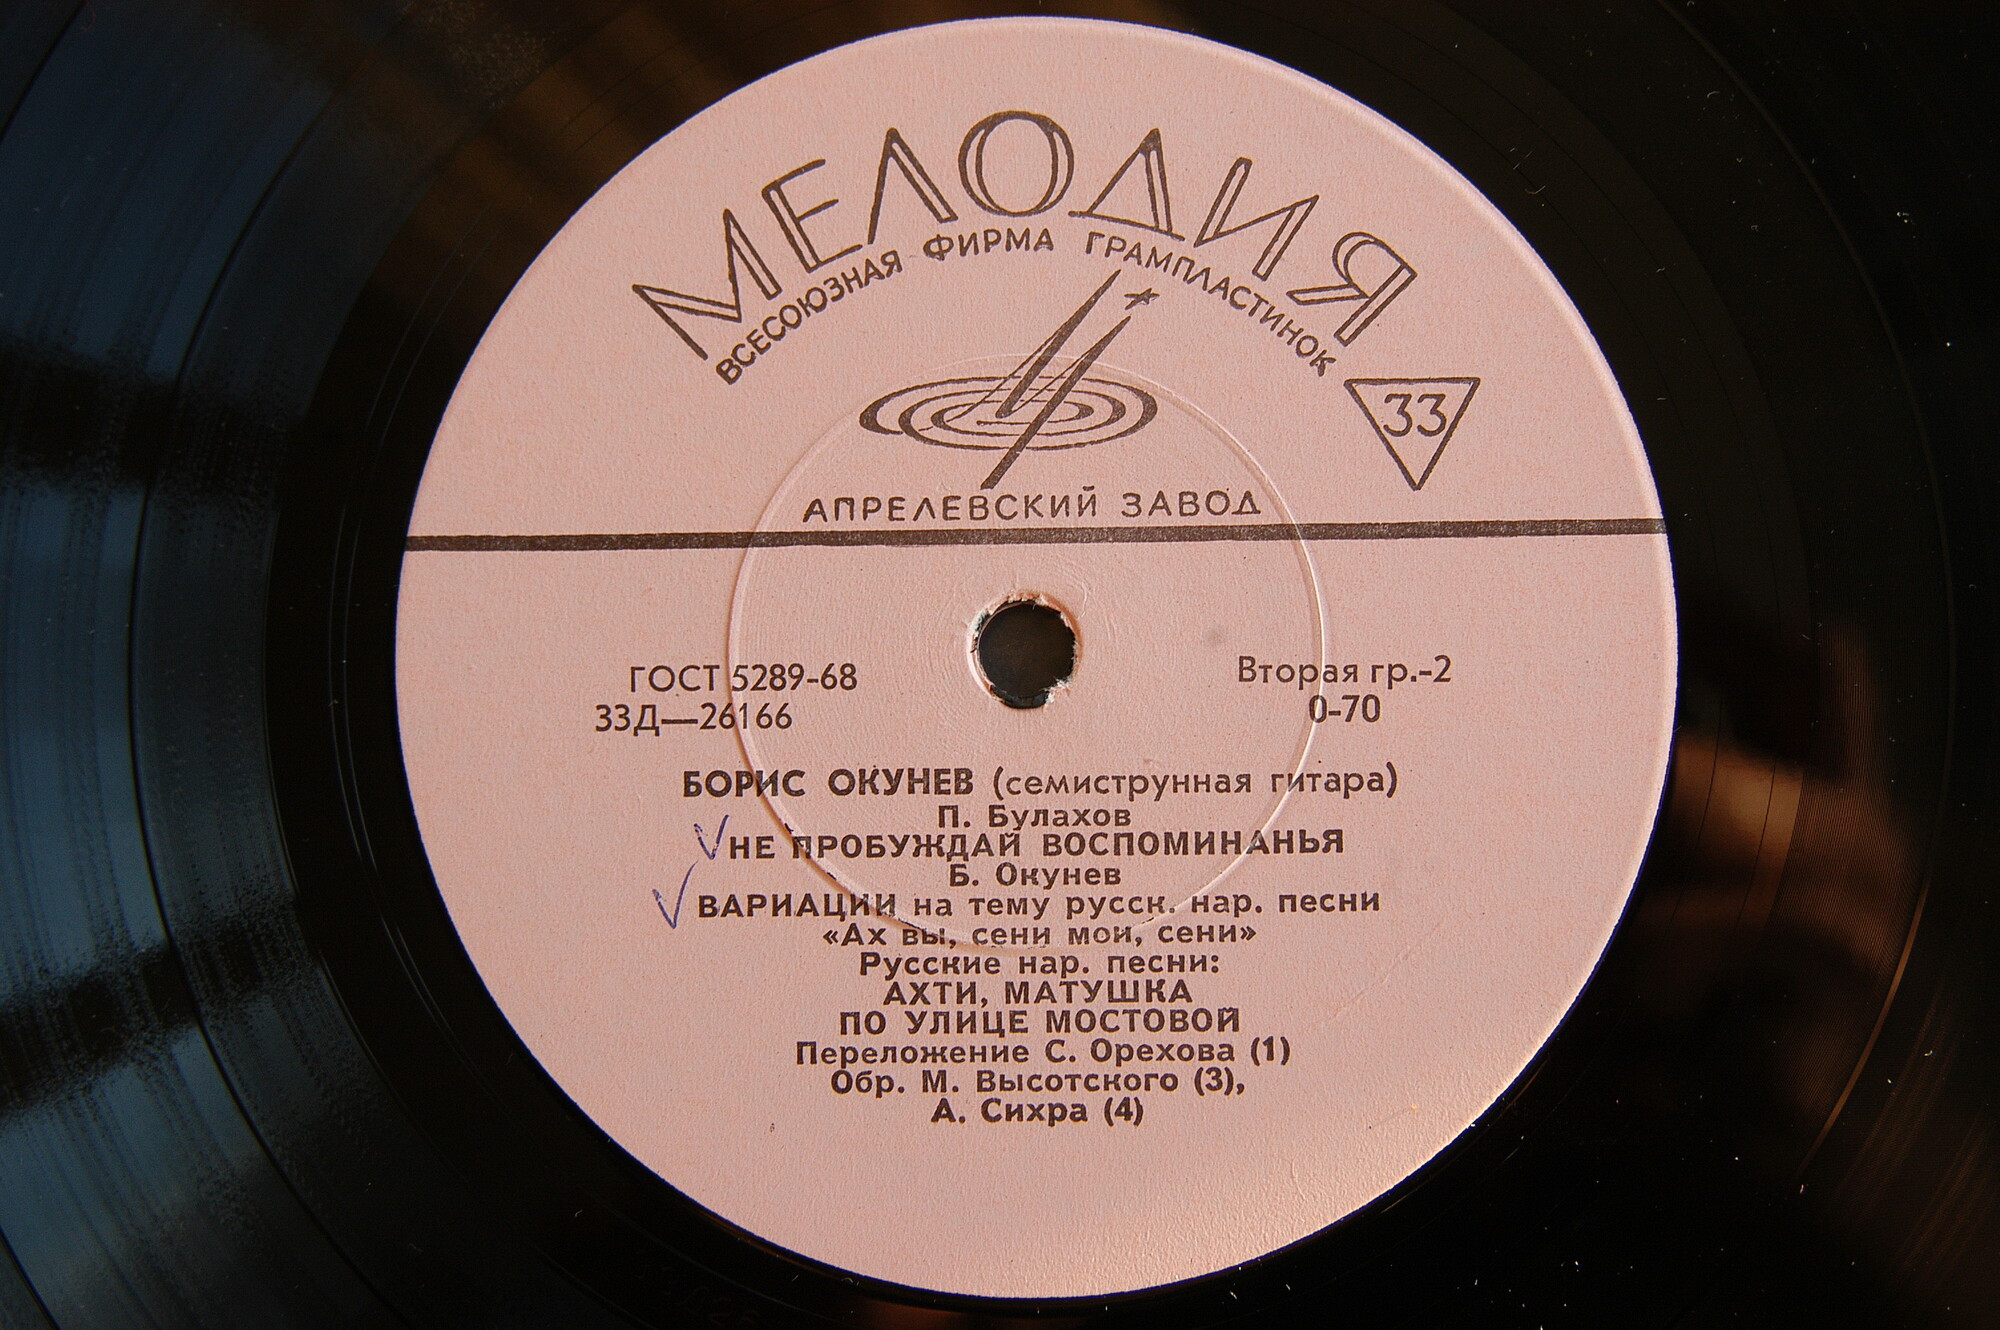 МЕЛОДИЯ
ВСЕСОЮЗНАЯ ФИРМА ГРАМПЛАСТИНОК
33
АПРЕЛЕВСКИЙ ЗАВОД
ГОСТ 5289-68
Вторая гр.-2
33Д—26166
0-70
БОРИС ОКУНЕВ (семиструнная гитара)
П. Булахов
НЕ ПРОБУЖДАЙ ВОСПОМИНАНЬЯ
Б. Окунев
ВАРИАЦИИ на тему русск. нар. песни
«Ах вы, сени мои, сени»
Русские нар. песни:
АХТИ, МАТУШКА
ПО УЛИЦЕ МОСТОВОЙ
Переложение С. Орехова (1)
Обр. М. Высотского (3),
А. Сихра (4)